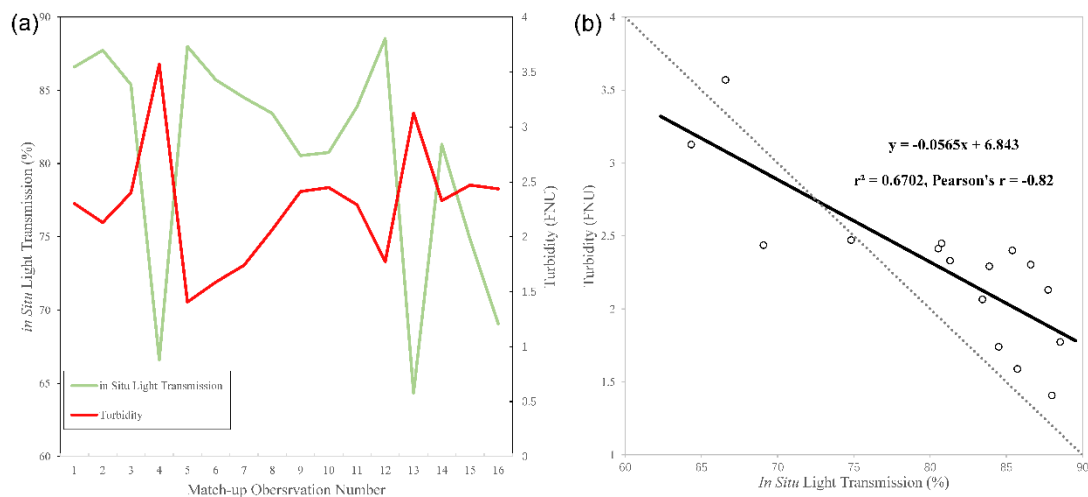 (a)
90
85
80
75
70
65
60
in Situ Light Transmission (%)
in Situ Light Transmission
Turbidity
1 2 3 4 5 6 7 8 9 10 11 12 13 14 15 16
Match-up Obersrvation Number
4
3.5
3
2.5
2
1.5
1
0.5
0
Turbidity (FNU)
(b)
4
3.5
3
2.5
2
1.5
1
Turbidity (FNU)
y = -0.0565x + 6.843
r² = 0.6702, Pearson's r = -0.82
60 65 70 75 80 85 90
In Situ Light Transmission (%)